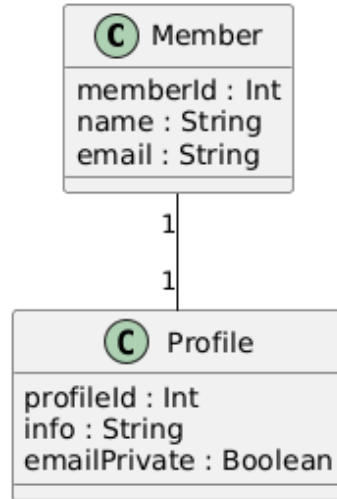 C Member
memberId : Int
name : String
email : String
1
1
C Profile
profileId : Int
info : String
emailPrivate : Boolean